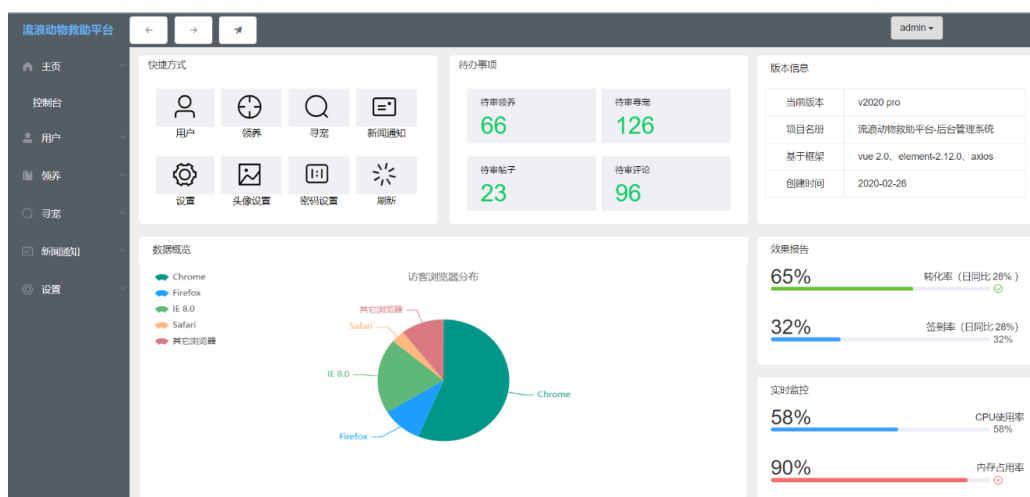 流浪动物救助平台
admin
主页
控制台
用户
领养
寻宠
新闻通知
设置
快捷方式
用户
领养
寻宠
新闻通知
设置
头像设置
密码设置
刷新
待办事项
待审领养
66
待审寻宠
126
待审帖子
23
待审评论
96
版本信息
当前版本 v2020 pro
项目名册 流浪动物救助平台-后台管理系统
基于框架 vue 2.0、element-2.12.0、axios
创建时间 2020-02-26
数据概览
Chrome
Firefox
IE 8.0
Safari
其它浏览器
访客浏览器分布
其它浏览器
Safari
IE 8.0
Chrome
Firefox
效果报告
65% 转化率（日同比 28% ）
32% 签到率（日同比 28%)
32%
实时监控
58% CPU使用率
58%
90% 内存占用率